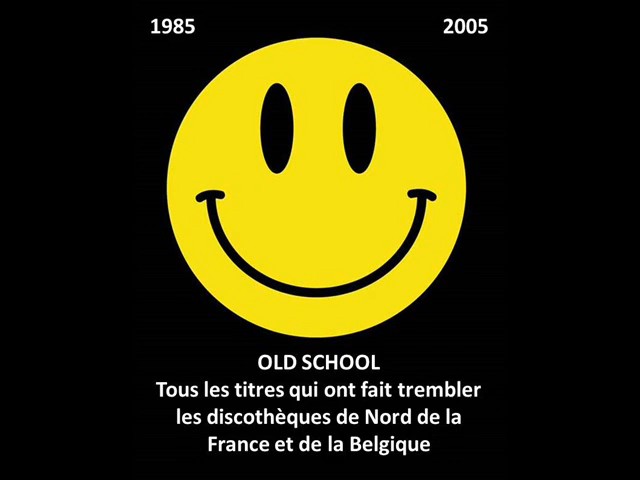 1985 2005
OLD SCHOOL
Tous les titres qui ont fait trembler
les discothèques de Nord de la
France et de la Belgique